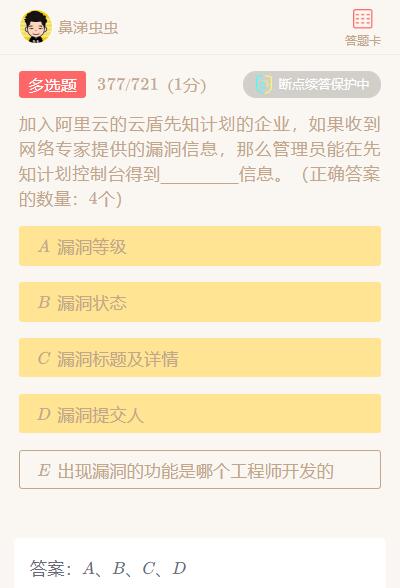 鼻涕虫虫
答题卡
多选题 377/721 (1分) 断点续答保护中
加入阿里云的云盾先知计划的企业，如果收到
网络专家提供的漏洞信息，那么管理员能在先
知计划控制台得到_________信息。（正确答案
的数量：4个）
A 漏洞等级
B 漏洞状态
C 漏洞标题及详情
D 漏洞提交人
E 出现漏洞的功能是哪个工程师开发的
答案：A、B、C、D